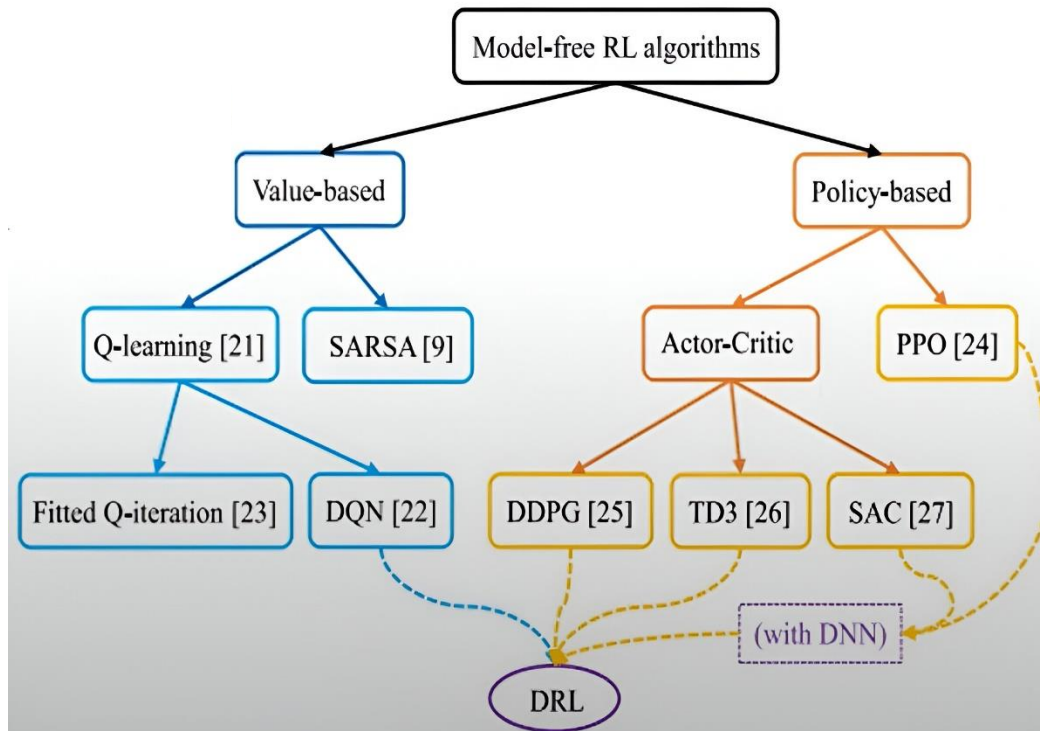 Model-free RL algorithms
Value-based
Policy-based
Q-learning [21]
SARSA [9]
Actor-Critic
PPO [24]
Fitted Q-iteration [23]
DQN [22]
DDPG [25]
TD3 [26]
SAC [27]
(with DNN)
DRL